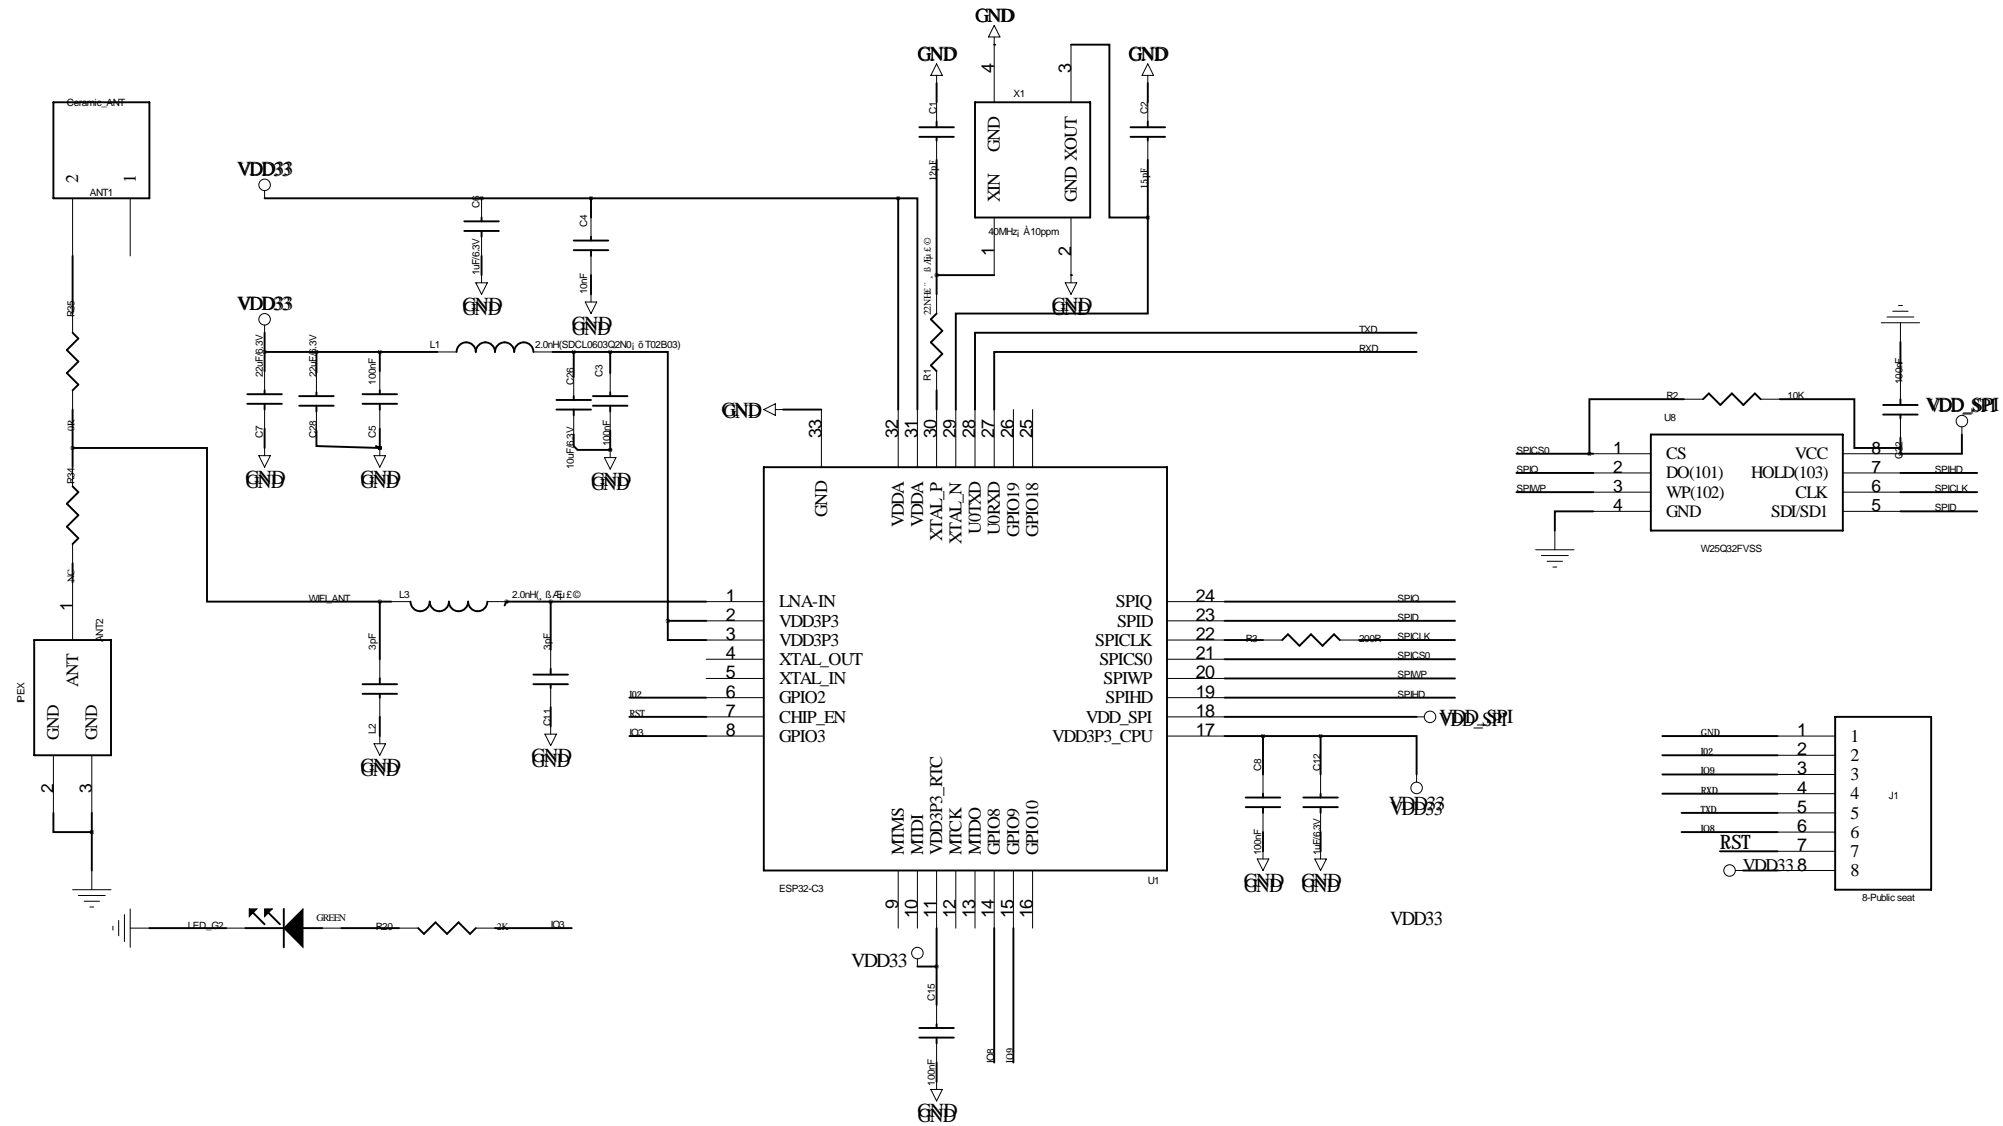 GND
GND
GND
4
3
C1
X1
C2
GND
XOUT
XIN
GND
12pF
15pF
40MHz¡ À10ppm
1
2
GND
Ceramic_ANT
2
1
ANT1
VDD33
C6
1uF/6.3V
GND
C4
10nF
GND
R35
0R
R34
NC
VDD33
22uF/6.3V
22uF/6.3V
100nF
C7
C28
C5
GND
GND
L1
2.0nH(SDCL0603Q2N0¡ õ T02B03)
C26
C3
10uF/6.3V
100nF
GND
R1
TXD
RXD
GND
33
32
31
30
29
28
27
26
25
GND
VDDA
VDDA
XTAL_P
XTAL_N
U0TXD
U0RXD
GPIO19
GPIO18
100nF
R2
10K
VDD_SPI
U8
SPICS0
1
CS
VCC
8
SPIQ
2
DO(101)
HOLD(103)
7
SPIHD
SPIWP
3
WP(102)
CLK
6
SPICLK
4
GND
SDI/SD1
5
SPID
W25Q32FVSS
1
ANT2
ANT
PEX
GND
GND
2
3
WIFI_ANT
L3
2.0nH(¸ ß Æµ £ ©
3pF
L2
GND
3pF
C11
GND
1
LNA-IN
2
VDD3P3
3
VDD3P3
4
XTAL_OUT
5
XTAL_IN
IO2
6
GPIO2
RST
7
CHIP_EN
IO3
8
GPIO3
SPIQ
24
SPIQ
SPID
23
SPID
SPICLK
22
R3
200R
SPICLK
SPICS0
21
SPICS0
SPIWP
20
SPIWP
SPIHD
19
SPIHD
VDD_SPI
18
VDD_SPI
VDD3P3_CPU
17
C8
C12
100nF
1uF/6.3V
GND
GND
VDD33
MTMS
MTDI
VDD3P3_RTC
MTCK
MTDO
GPIO8
GPIO9
GPIO10
ESP32-C3
U1
9
10
11
12
13
14
15
16
VDD33
C15
100nF
GND
IO8
IO9
LED_G2
GREEN
R20
2K
IO3
VDD33
GND
1
1
IO2
2
2
IO9
3
3
RXD
4
4
TXD
5
5
IO8
6
6
RST
7
7
VDD33
8
8
J1
8-Public seat